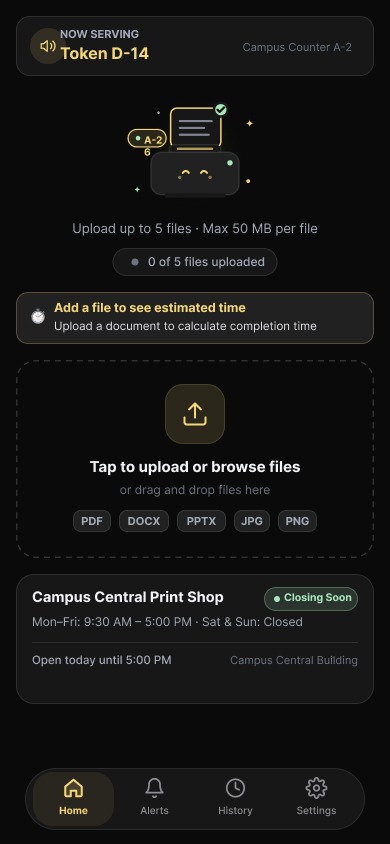 NOW SERVING
Token D-14
Campus Counter A-2
A-2
6
Upload up to 5 files · Max 50 MB per file
0 of 5 files uploaded
Add a file to see estimated time
Upload a document to calculate completion time
Tap to upload or browse files
or drag and drop files here
PDF DOCX PPTX JPG PNG
Campus Central Print Shop
Closing Soon
Mon–Fri: 9:30 AM – 5:00 PM · Sat & Sun: Closed
Open today until 5:00 PM
Campus Central Building
Home Alerts History Settings